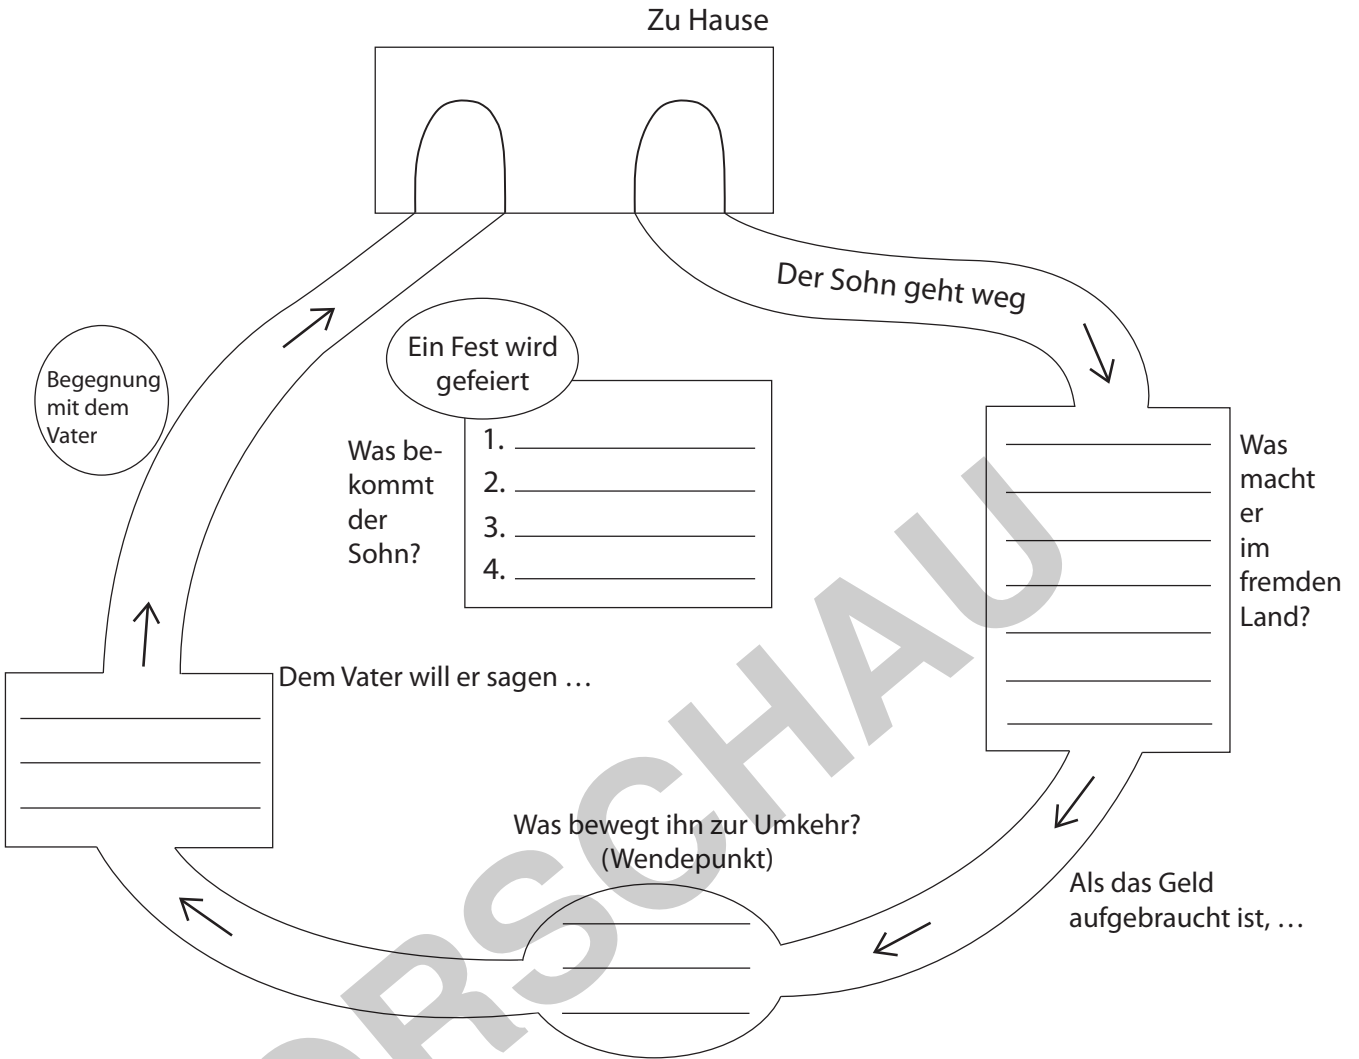 Zu Hause
Der Sohn geht weg
Was
macht
er
im
fremden
Land?
Als das Geld
aufgebraucht ist, …
Was bewegt ihn zur Umkehr?
(Wendepunkt)
Dem Vater will er sagen …
Begegnung
mit dem
Vater
Ein Fest wird
gefeiert
Was be-
kommt
der
Sohn?
1.
2.
3.
4.
ORSCHAU